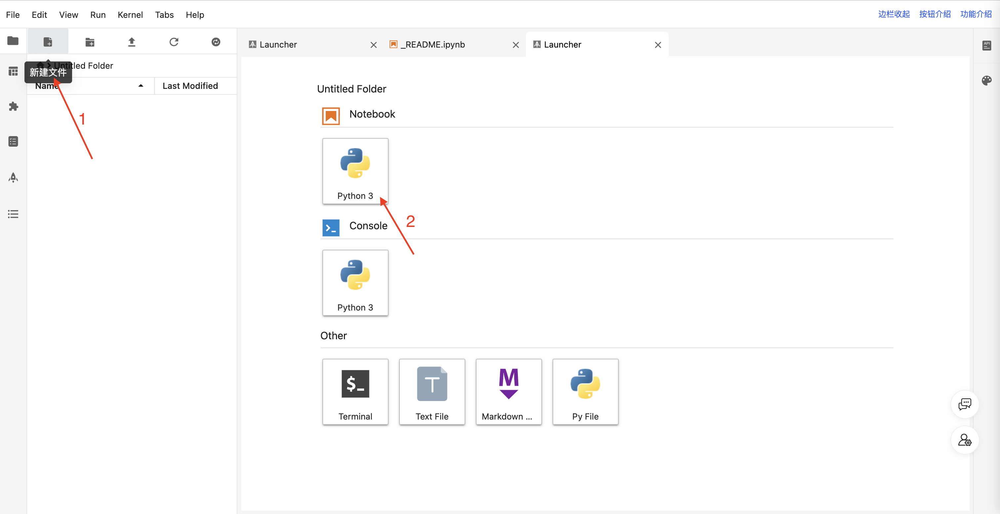 File Edit View Run Kernel Tabs Help 边栏收起 按钮介绍 功能介绍
Launcher _README.ipynb Launcher
API
Untitled Folder
新建文件
Name Last Modified
1
Untitled Folder
Notebook
Python 3
2
Console
Python 3
Other
$_ T M
Terminal Text File Markdown ... Py File